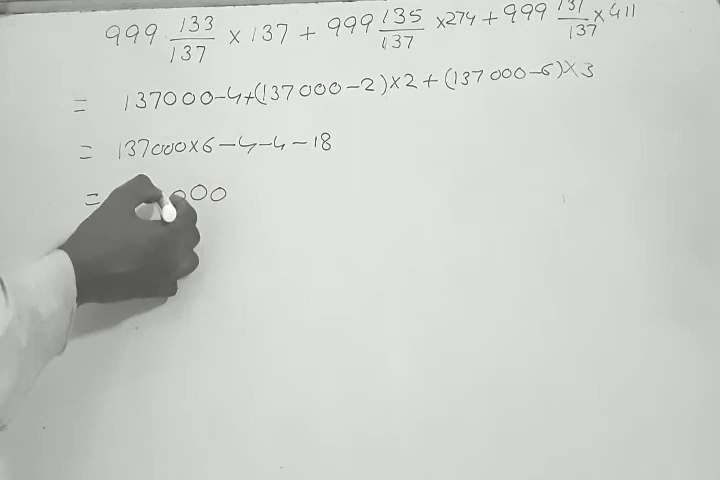 999 133/137 × 137 + 999 135/137 ×274 + 999 131/137 × 411
= 137000-4+(137000-2)×2+(137000-6)×3
= 137000×6-4-4-18
= 000